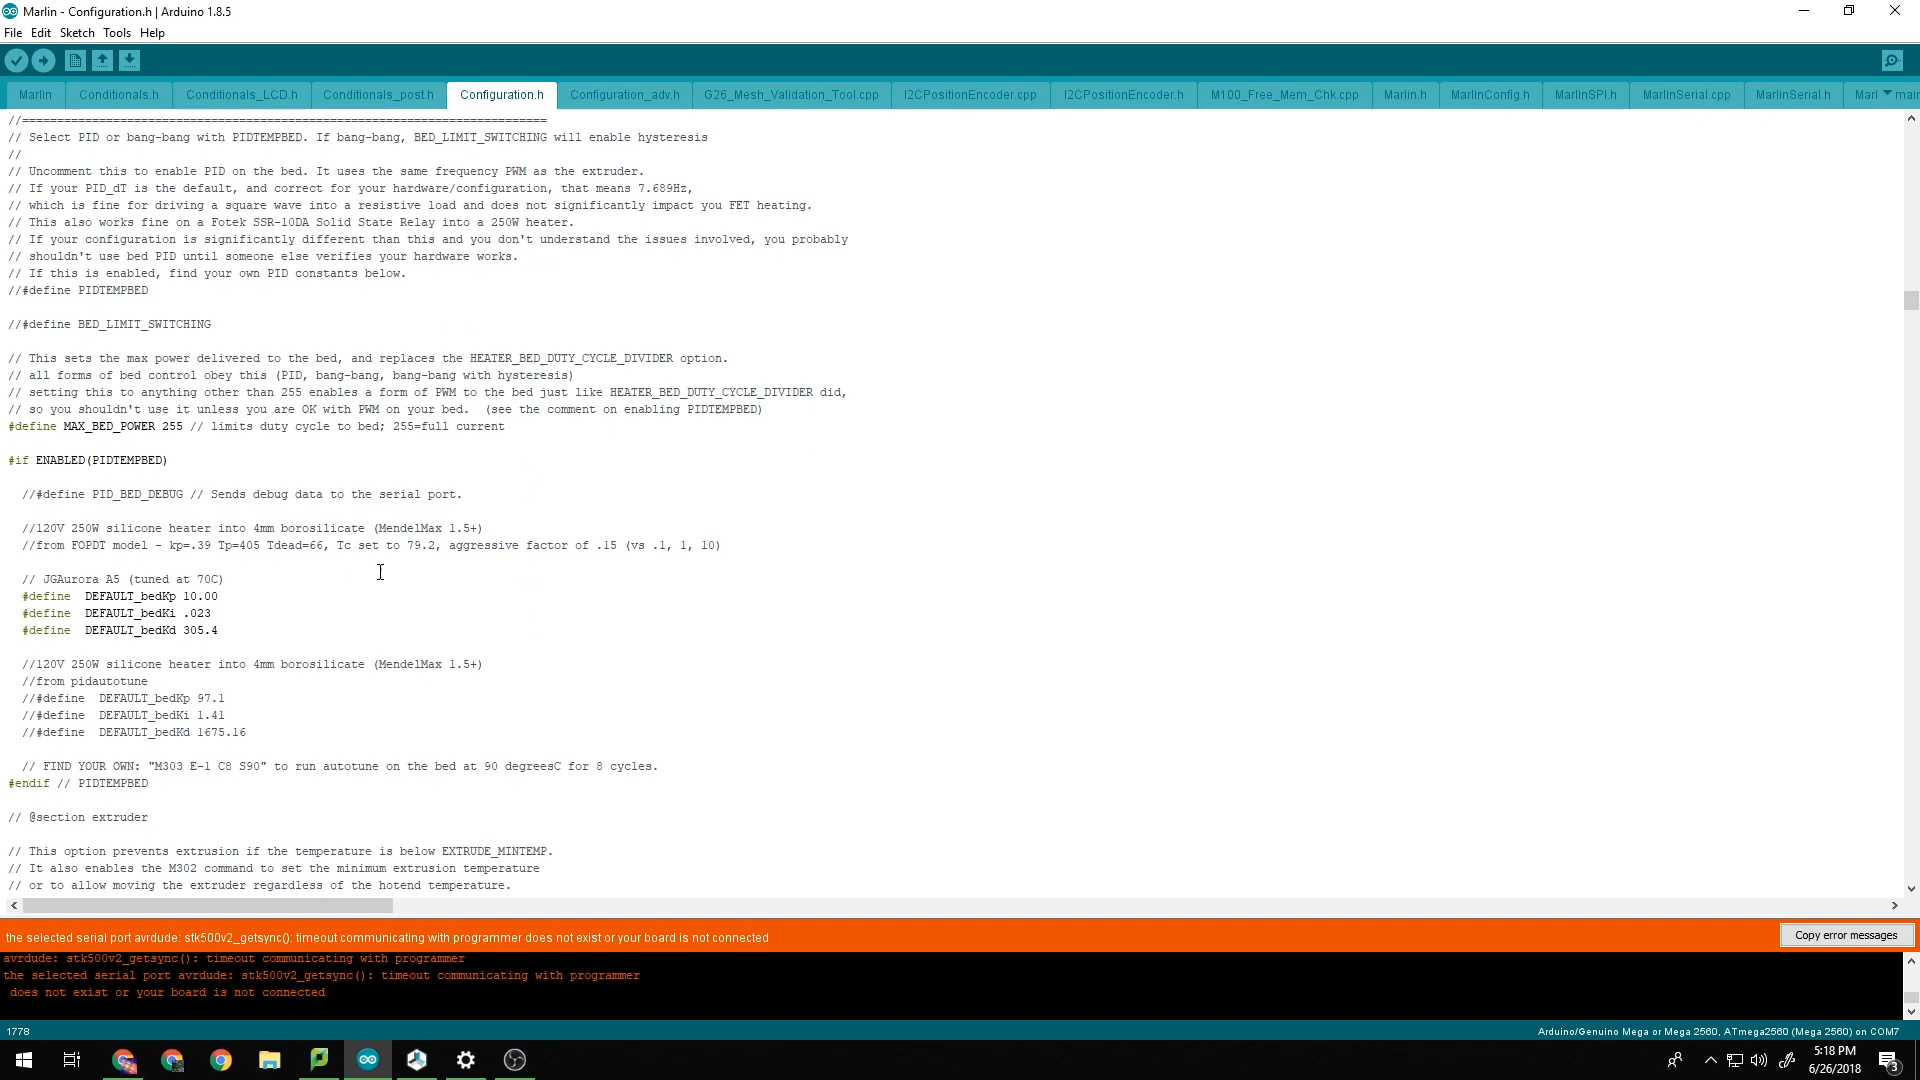 Marlin - Configuration.h | Arduino 1.8.5
File Edit Sketch Tools Help
Marlin Conditionals.h Conditionals_LCD.h Conditionals_post.h Configuration.h Configuration_adv.h G26_Mesh_Validation_Tool.cpp I2CPositionEncoder.cpp I2CPositionEncoder.h M100_Free_Mem_Chk.cpp Marlin.h MarlinConfig.h MarlinSPI.h MarlinSerial.cpp MarlinSerial.h Marl main
//===========================================================================
// Select PID or bang-bang with PIDTEMPBED. If bang-bang, BED_LIMIT_SWITCHING will enable hysteresis
//
// Uncomment this to enable PID on the bed. It uses the same frequency PWM as the extruder.
// If your PID_dT is the default, and correct for your hardware/configuration, that means 7.689Hz,
// which is fine for driving a square wave into a resistive load and does not significantly impact you FET heating.
// This also works fine on a Fotek SSR-10DA Solid State Relay into a 250W heater.
// If your configuration is significantly different than this and you don't understand the issues involved, you probably
// shouldn't use bed PID until someone else verifies your hardware works.
// If this is enabled, find your own PID constants below.
//#define PIDTEMPBED
//#define BED_LIMIT_SWITCHING
// This sets the max power delivered to the bed, and replaces the HEATER_BED_DUTY_CYCLE_DIVIDER option.
// all forms of bed control obey this (PID, bang-bang, bang-bang with hysteresis)
// setting this to anything other than 255 enables a form of PWM to the bed just like HEATER_BED_DUTY_CYCLE_DIVIDER did,
// so you shouldn't use it unless you are OK with PWM on your bed.  (see the comment on enabling PIDTEMPBED)
#define MAX_BED_POWER 255 // limits duty cycle to bed; 255=full current
#if ENABLED(PIDTEMPBED)
//#define PID_BED_DEBUG // Sends debug data to the serial port.
//120V 250W silicone heater into 4mm borosilicate (MendelMax 1.5+)
//from FOPDT model - kp=.39 Tp=405 Tdead=66, Tc set to 79.2, aggressive factor of .15 (vs .1, 1, 10)
// JGAurora A5 (tuned at 70C)
#define  DEFAULT_bedKp 10.00
#define  DEFAULT_bedKi .023
#define  DEFAULT_bedKd 305.4
//120V 250W silicone heater into 4mm borosilicate (MendelMax 1.5+)
//from pidautotune
//#define  DEFAULT_bedKp 97.1
//#define  DEFAULT_bedKi 1.41
//#define  DEFAULT_bedKd 1675.16
// FIND YOUR OWN: "M303 E-1 C8 S90" to run autotune on the bed at 90 degreesC for 8 cycles.
#endif // PIDTEMPBED
// @section extruder
// This option prevents extrusion if the temperature is below EXTRUDE_MINTEMP.
// It also enables the M302 command to set the minimum extrusion temperature
// or to allow moving the extruder regardless of the hotend temperature.
the selected serial port avrdude: stk500v2_getsync(): timeout communicating with programmer does not exist or your board is not connected
Copy error messages
avrdude: stk500v2_getsync(): timeout communicating with programmer
the selected serial port avrdude: stk500v2_getsync(): timeout communicating with programmer
does not exist or your board is not connected
1778
Arduino/Genuino Mega or Mega 2560, ATmega2560 (Mega 2560) on COM7
5:18 PM
6/26/2018
3